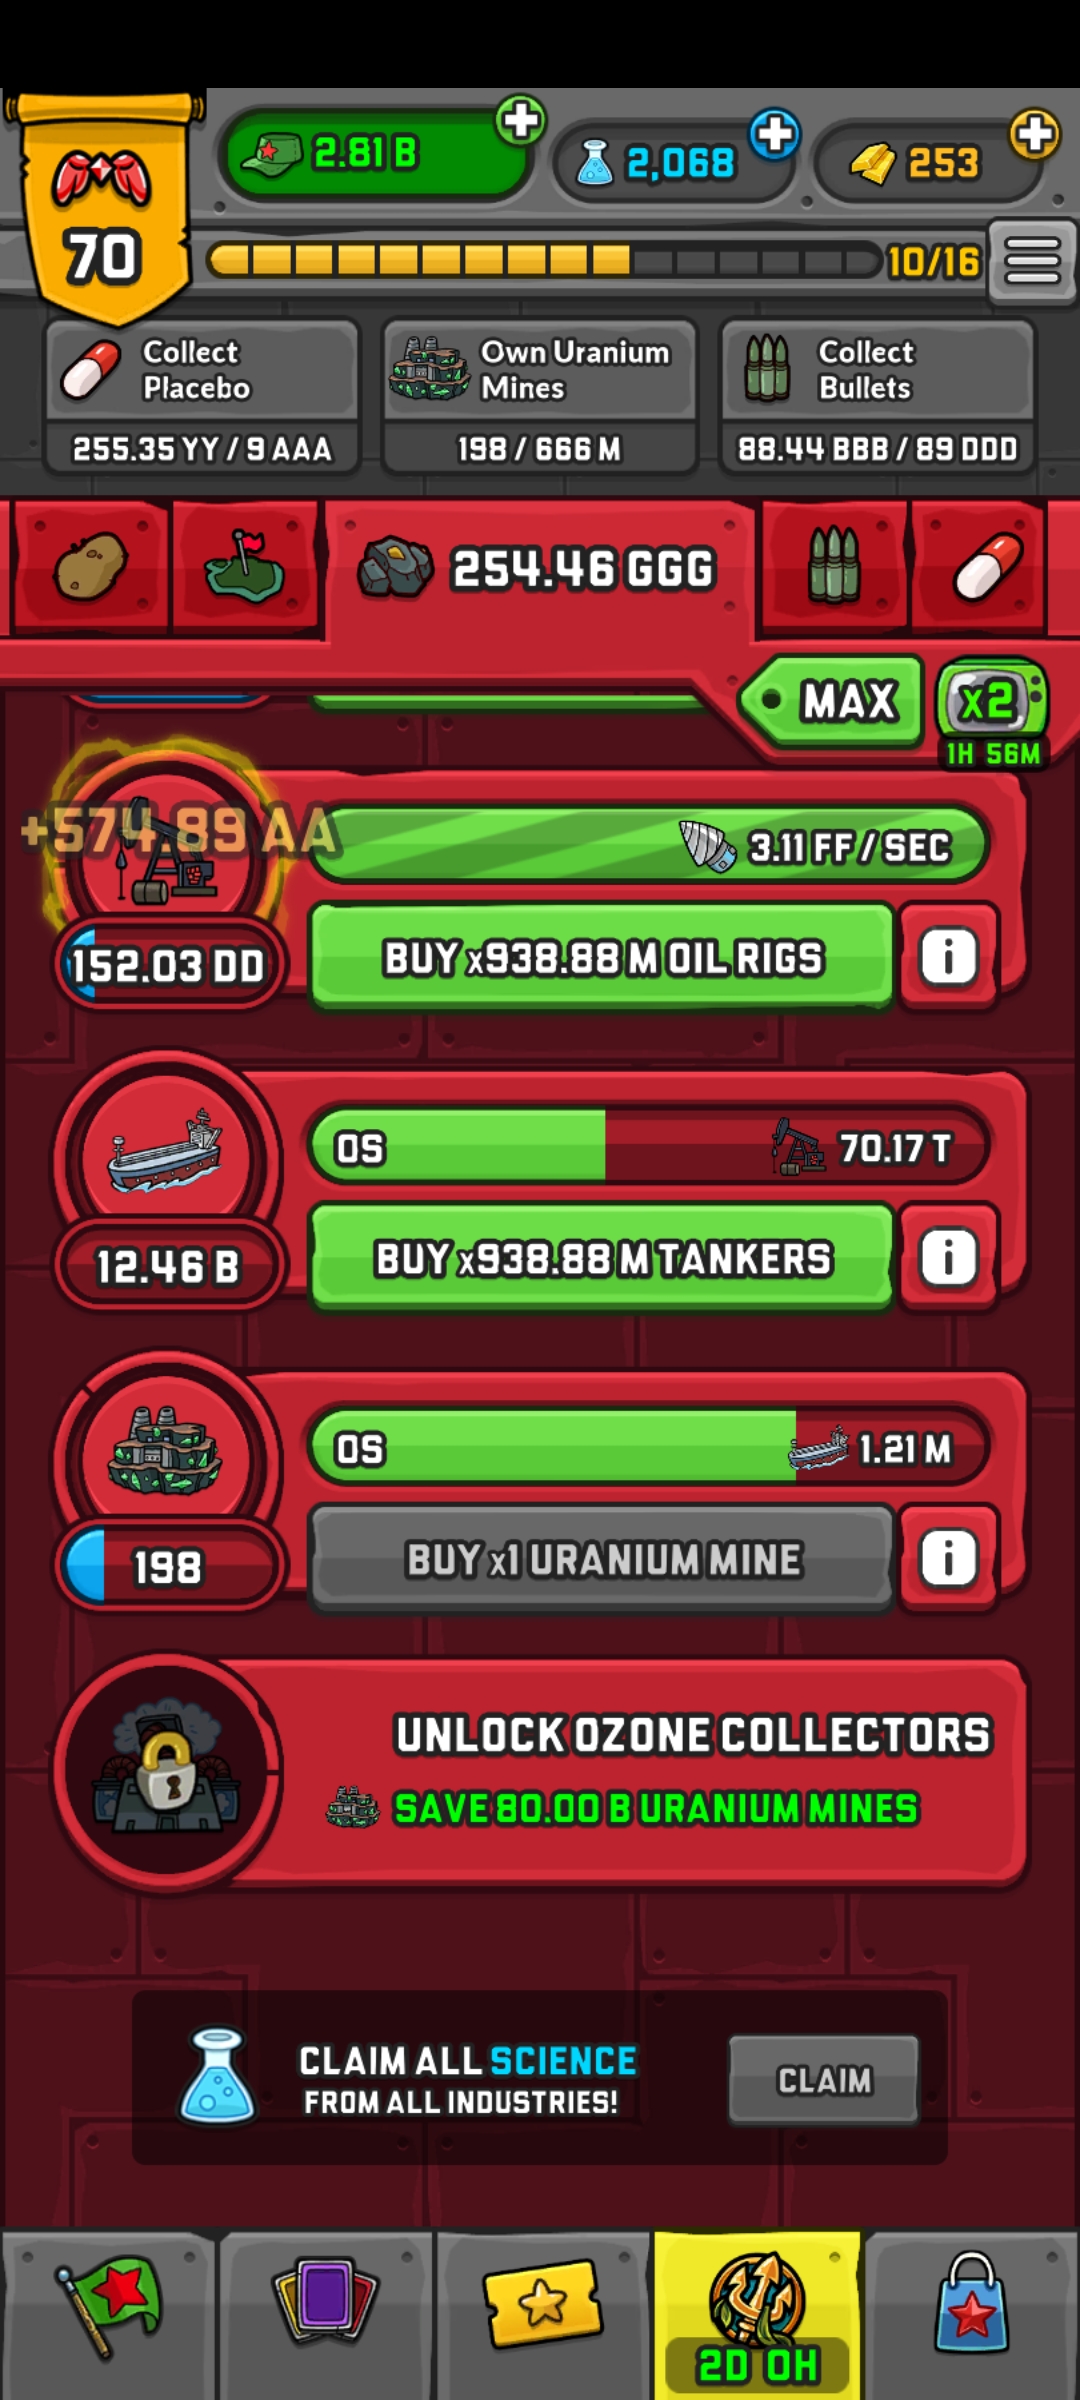 2.81 B
2,068
253
70
10/16
Collect
Placebo
255.35 YY / 9 AAA
Own Uranium
Mines
198 / 666 M
Collect
Bullets
88.44 BBB / 89 DDD
254.46 GGG
MAX
x2
1H 56M
+574.89 AA
3.11 FF / SEC
152.03 DD
BUY x938.88 M OIL RIGS
i
0S
70.17 T
12.46 B
BUY x938.88 M TANKERS
i
0S
1.21 M
198
BUY x1 URANIUM MINE
i
UNLOCK OZONE COLLECTORS
SAVE 80.00 B URANIUM MINES
CLAIM ALL SCIENCE
FROM ALL INDUSTRIES!
CLAIM
2D 0H